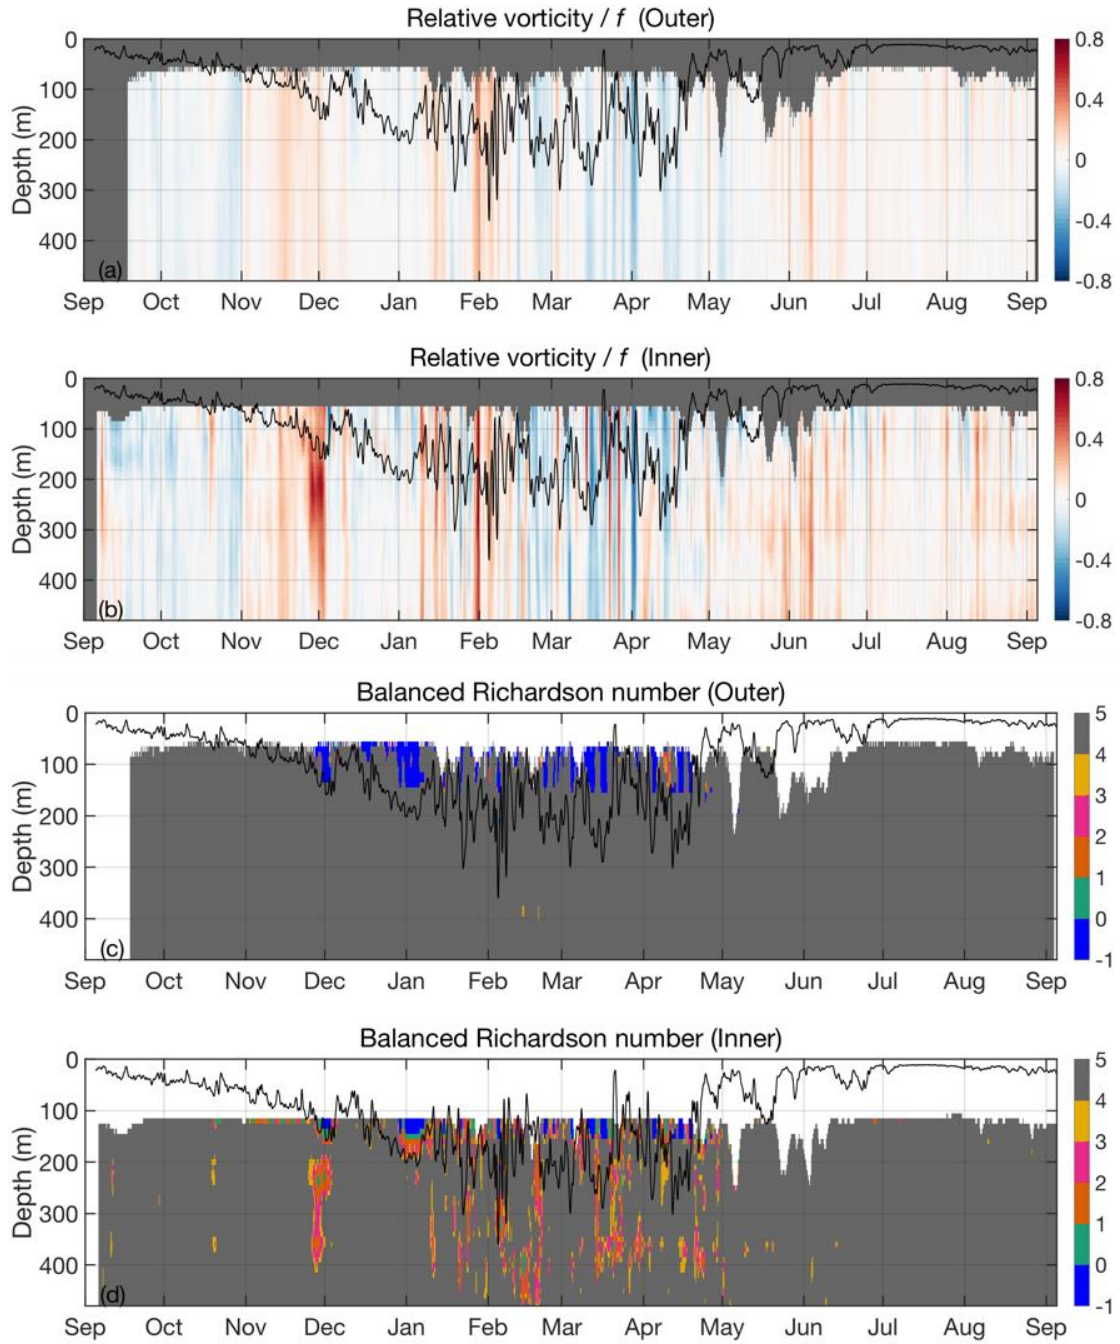 Relative vorticity / f (Outer)
0
100
200
300
400
Depth (m)
(a)
0.8
0.4
0
-0.4
-0.8
Sep Oct Nov Dec Jan Feb Mar Apr May Jun Jul Aug Sep
Relative vorticity / f (Inner)
0
100
200
300
400
Depth (m)
(b)
0.8
0.4
0
-0.4
-0.8
Sep Oct Nov Dec Jan Feb Mar Apr May Jun Jul Aug Sep
Balanced Richardson number (Outer)
0
100
200
300
400
Depth (m)
(c)
5
4
3
2
1
0
-1
Sep Oct Nov Dec Jan Feb Mar Apr May Jun Jul Aug Sep
Balanced Richardson number (Inner)
0
100
200
300
400
Depth (m)
(d)
5
4
3
2
1
0
-1
Sep Oct Nov Dec Jan Feb Mar Apr May Jun Jul Aug Sep